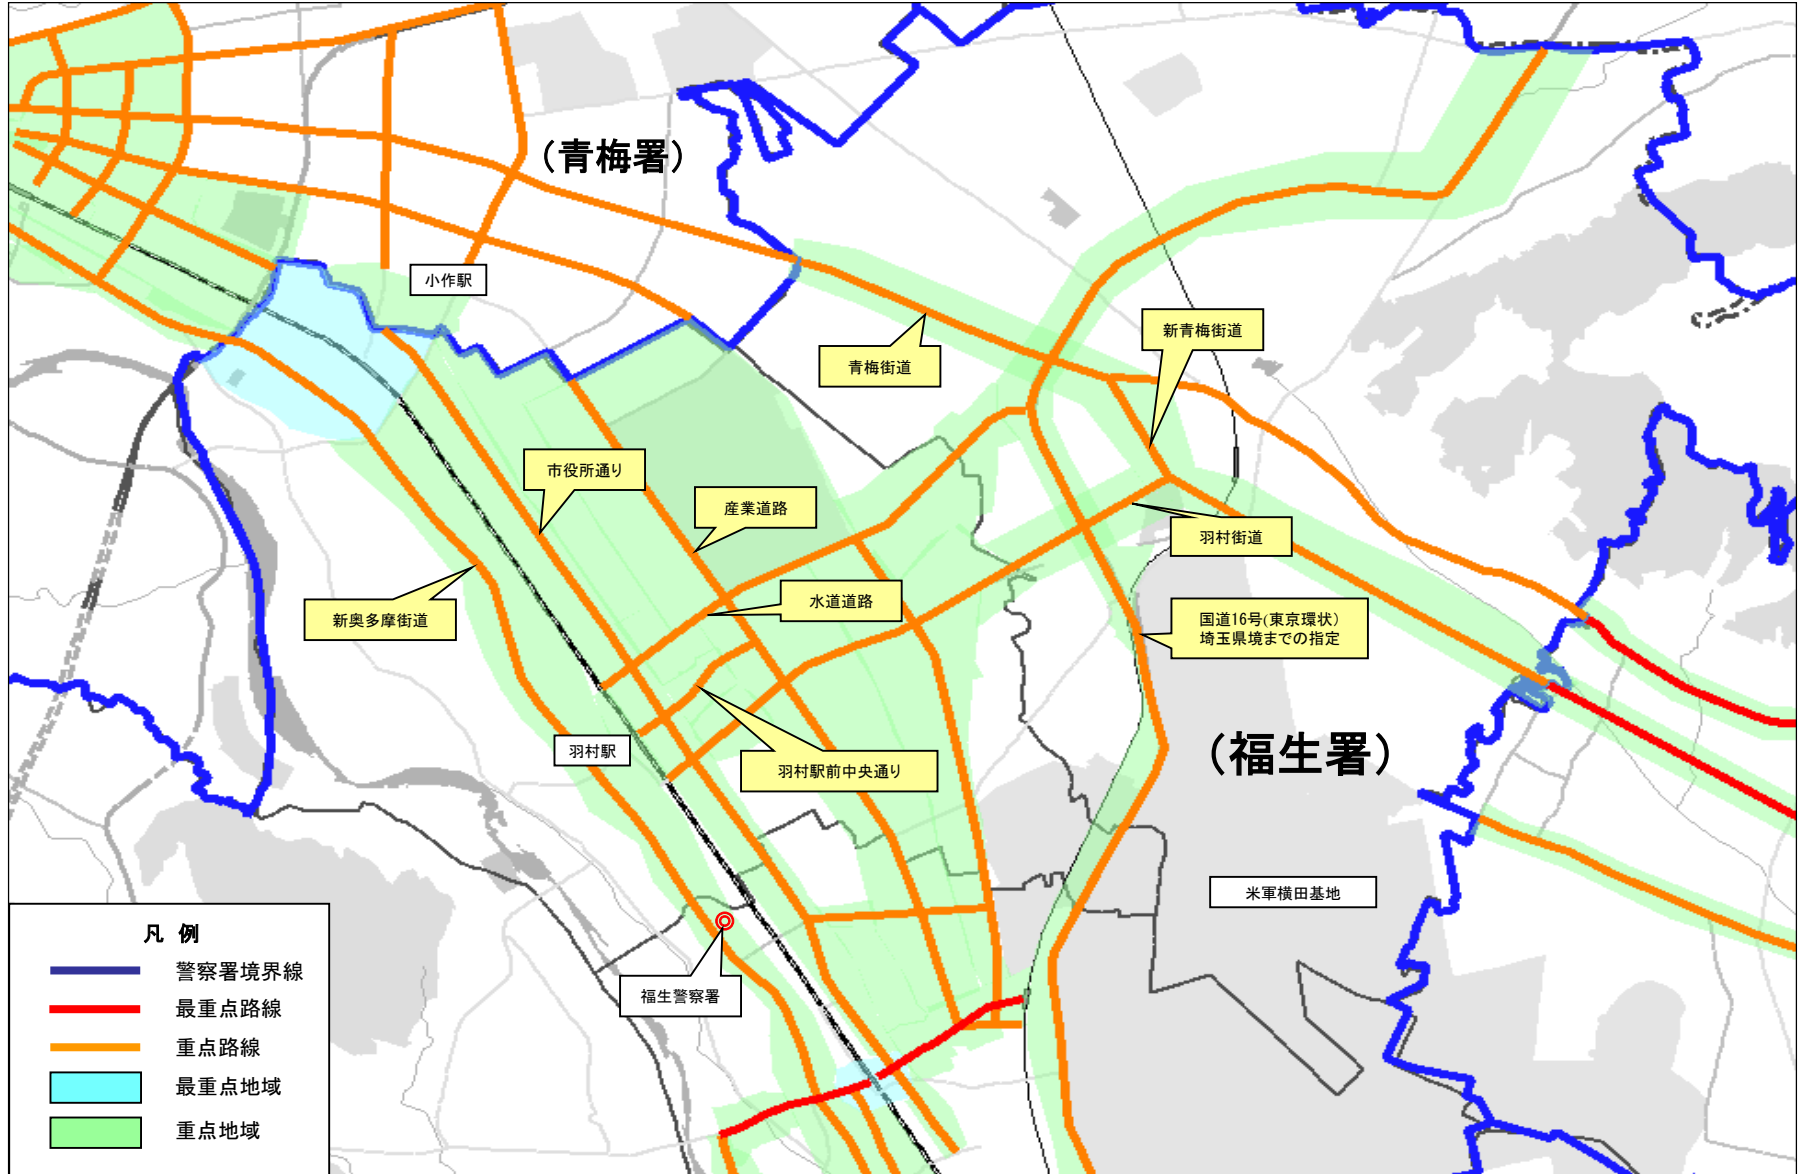 （青梅署）
小作駅
新青梅街道
青梅街道
市役所通り
産業道路
羽村街道
水道道路
新奥多摩街道
国道16号(東京環状）
埼玉県境までの指定
羽村駅
羽村駅前中央通り
（福生署）
米軍横田基地
福生警察署
凡 例
警察署境界線
最重点路線
重点路線
最重点地域
重点地域